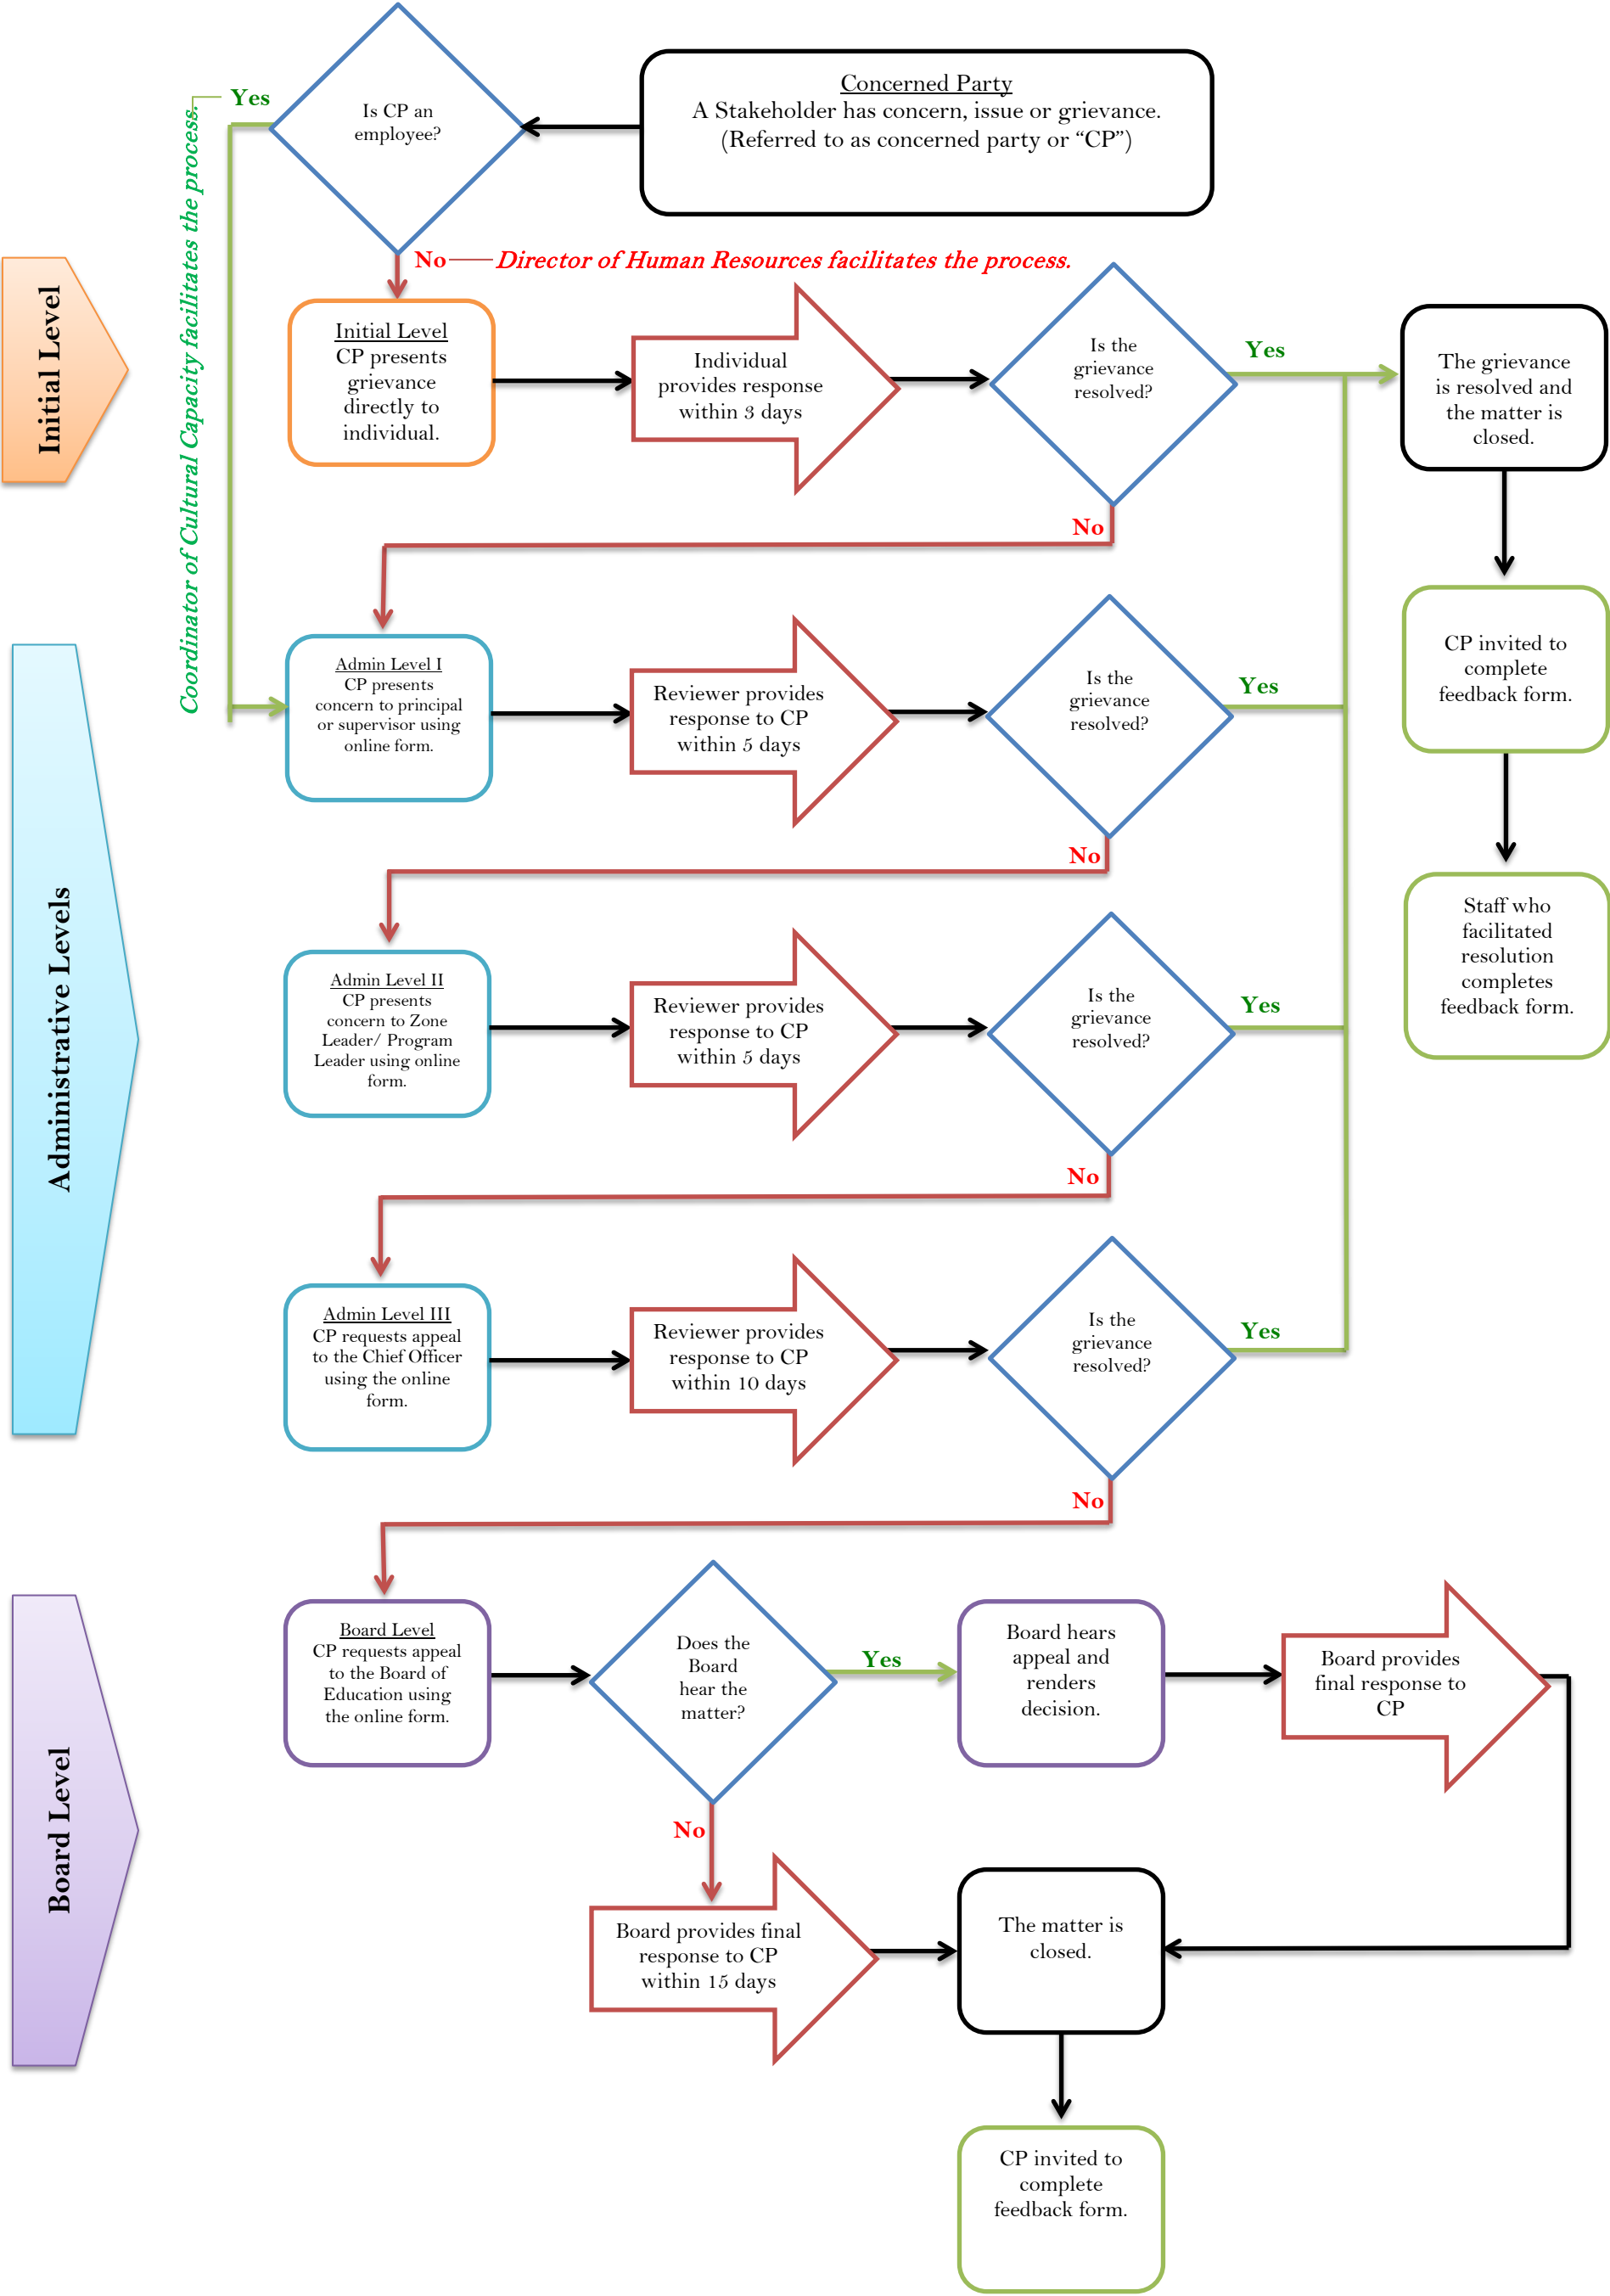 Concerned Party
A Stakeholder has concern, issue or grievance.
(Referred to as concerned party or “CP”)
Is CP an
employee?
Yes
Coordinator of Cultural Capacity facilitates the process.
No
Director of Human Resources facilitates the process.
Initial Level
Initial Level
CP presents
grievance
directly to
individual.
Individual
provides response
within 3 days
Is the
grievance
resolved?
Yes
The grievance
is resolved and
the matter is
closed.
No
CP invited to
complete
feedback form.
Staff who
facilitated
resolution
completes
feedback form.
Administrative Levels
Admin Level I
CP presents
concern to principal
or supervisor using
online form.
Reviewer provides
response to CP
within 5 days
Is the
grievance
resolved?
Yes
No
Admin Level II
CP presents
concern to Zone
Leader/ Program
Leader using online
form.
Reviewer provides
response to CP
within 5 days
Is the
grievance
resolved?
Yes
No
Admin Level III
CP requests appeal
to the Chief Officer
using the online
form.
Reviewer provides
response to CP
within 10 days
Is the
grievance
resolved?
Yes
No
Board Level
Board Level
CP requests appeal
to the Board of
Education using
the online form.
Does the
Board
hear the
matter?
Yes
Board hears
appeal and
renders
decision.
Board provides
final response to
CP
No
Board provides final
response to CP
within 15 days
The matter is
closed.
CP invited to
complete
feedback form.